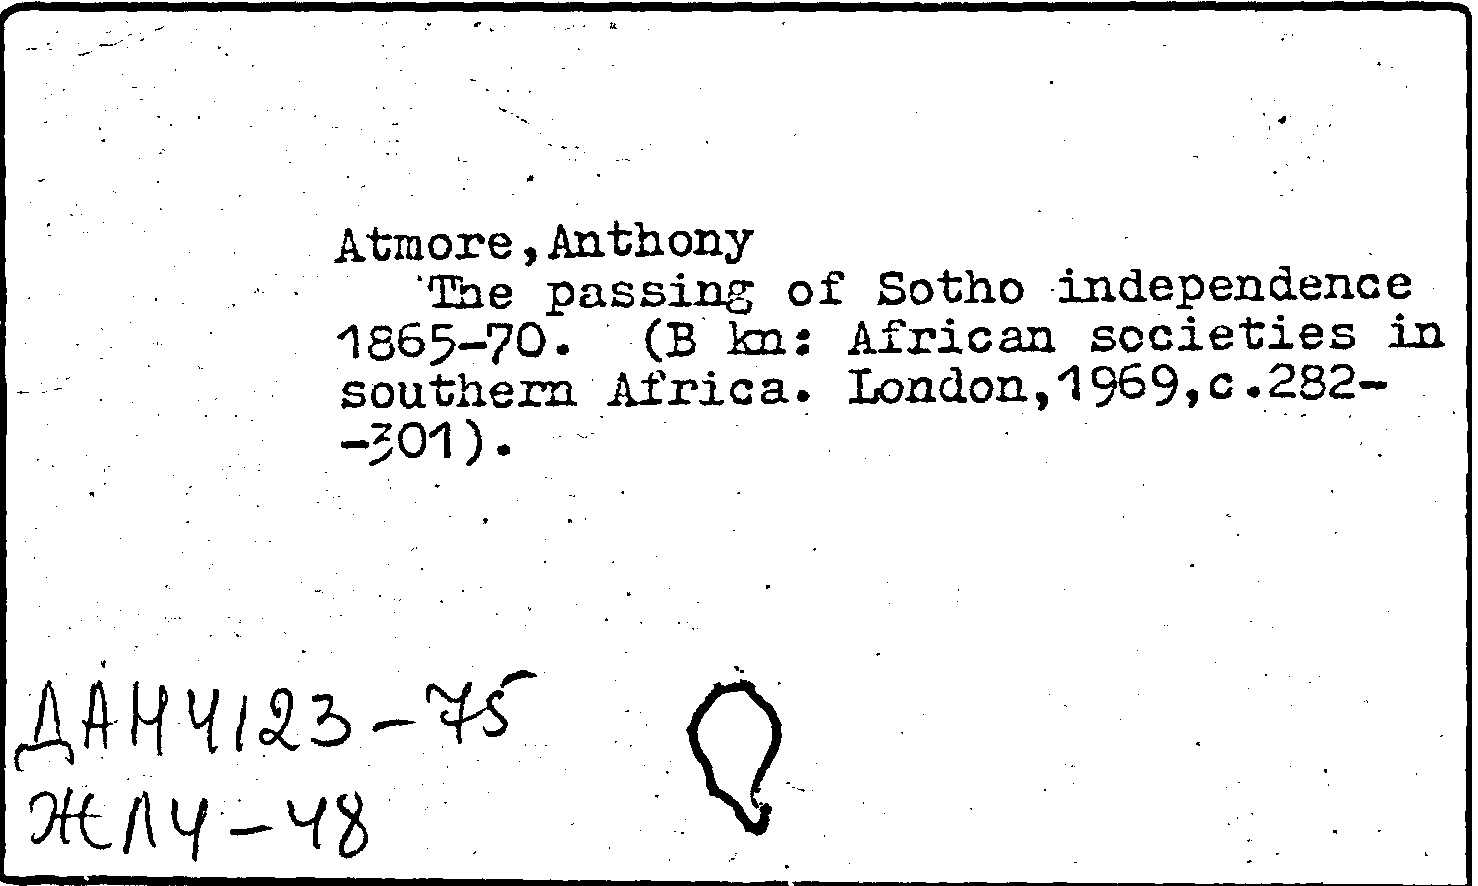 Atmore,Anthony
The passing of Sotho independence
1865-70. (B kn: African societies in
southern Africa. London,1969,c.282-
-301).
ДАН4123-75
ЖЛ4-48